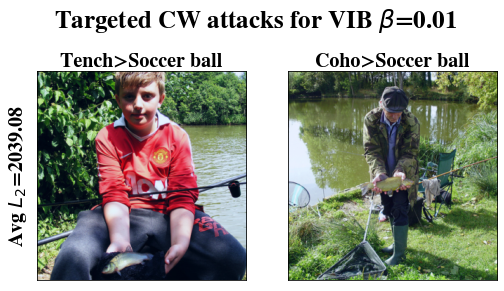 Targeted CW attacks for VIB β=0.01
Tench>Soccer ball
Coho>Soccer ball
Avg L₂=2039.08